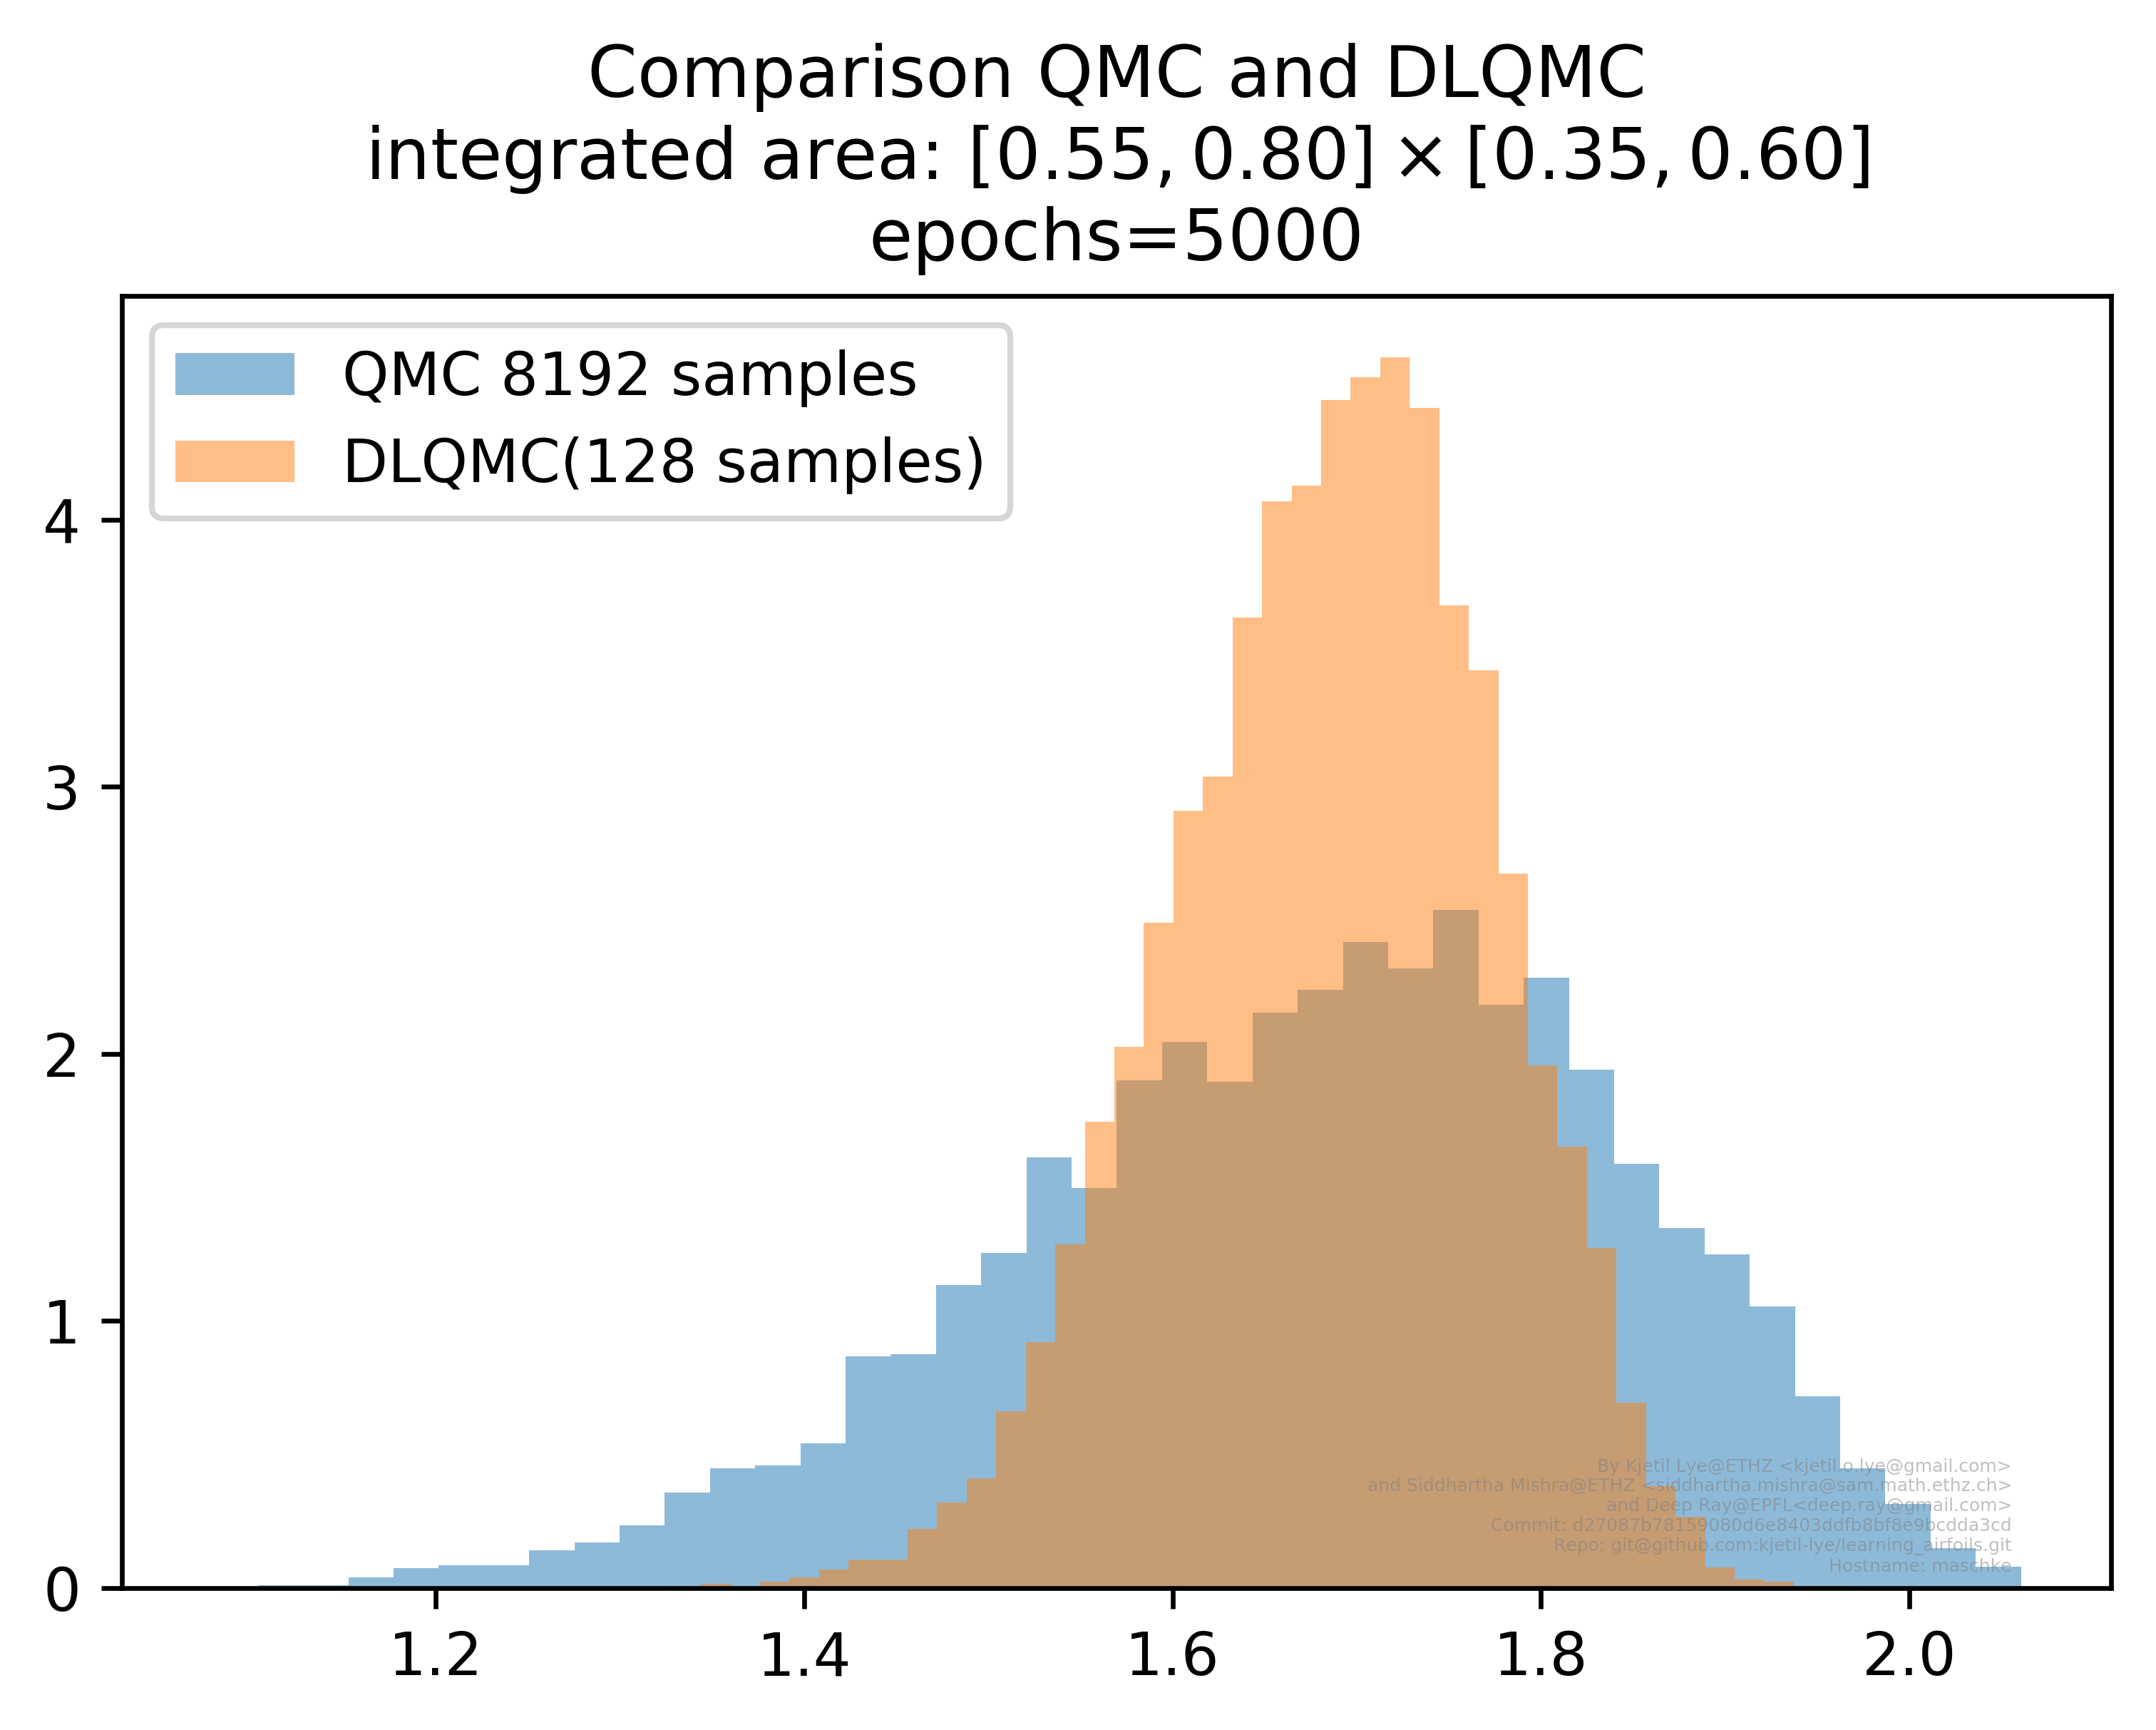 Comparison QMC and DLQMC
integrated area: [0.55, 0.80] × [0.35, 0.60]
epochs=5000
QMC 8192 samples
DLQMC(128 samples)
4
3
2
1
0
1.2 1.4 1.6 1.8 2.0
By Kjetil Lye@ETHZ <kjetil.o.lye@gmail.com>
and Siddhartha Mishra@ETHZ <siddhartha.mishra@sam.math.ethz.ch>
and Deep Ray@EPFL<deep.ray@gmail.com>
Commit: d27087b78159080d6e8403ddfb8bf8e9bcdda3cd
Repo: git@github.com:kjetil-lye/learning_airfoils.git
Hostname: maschke